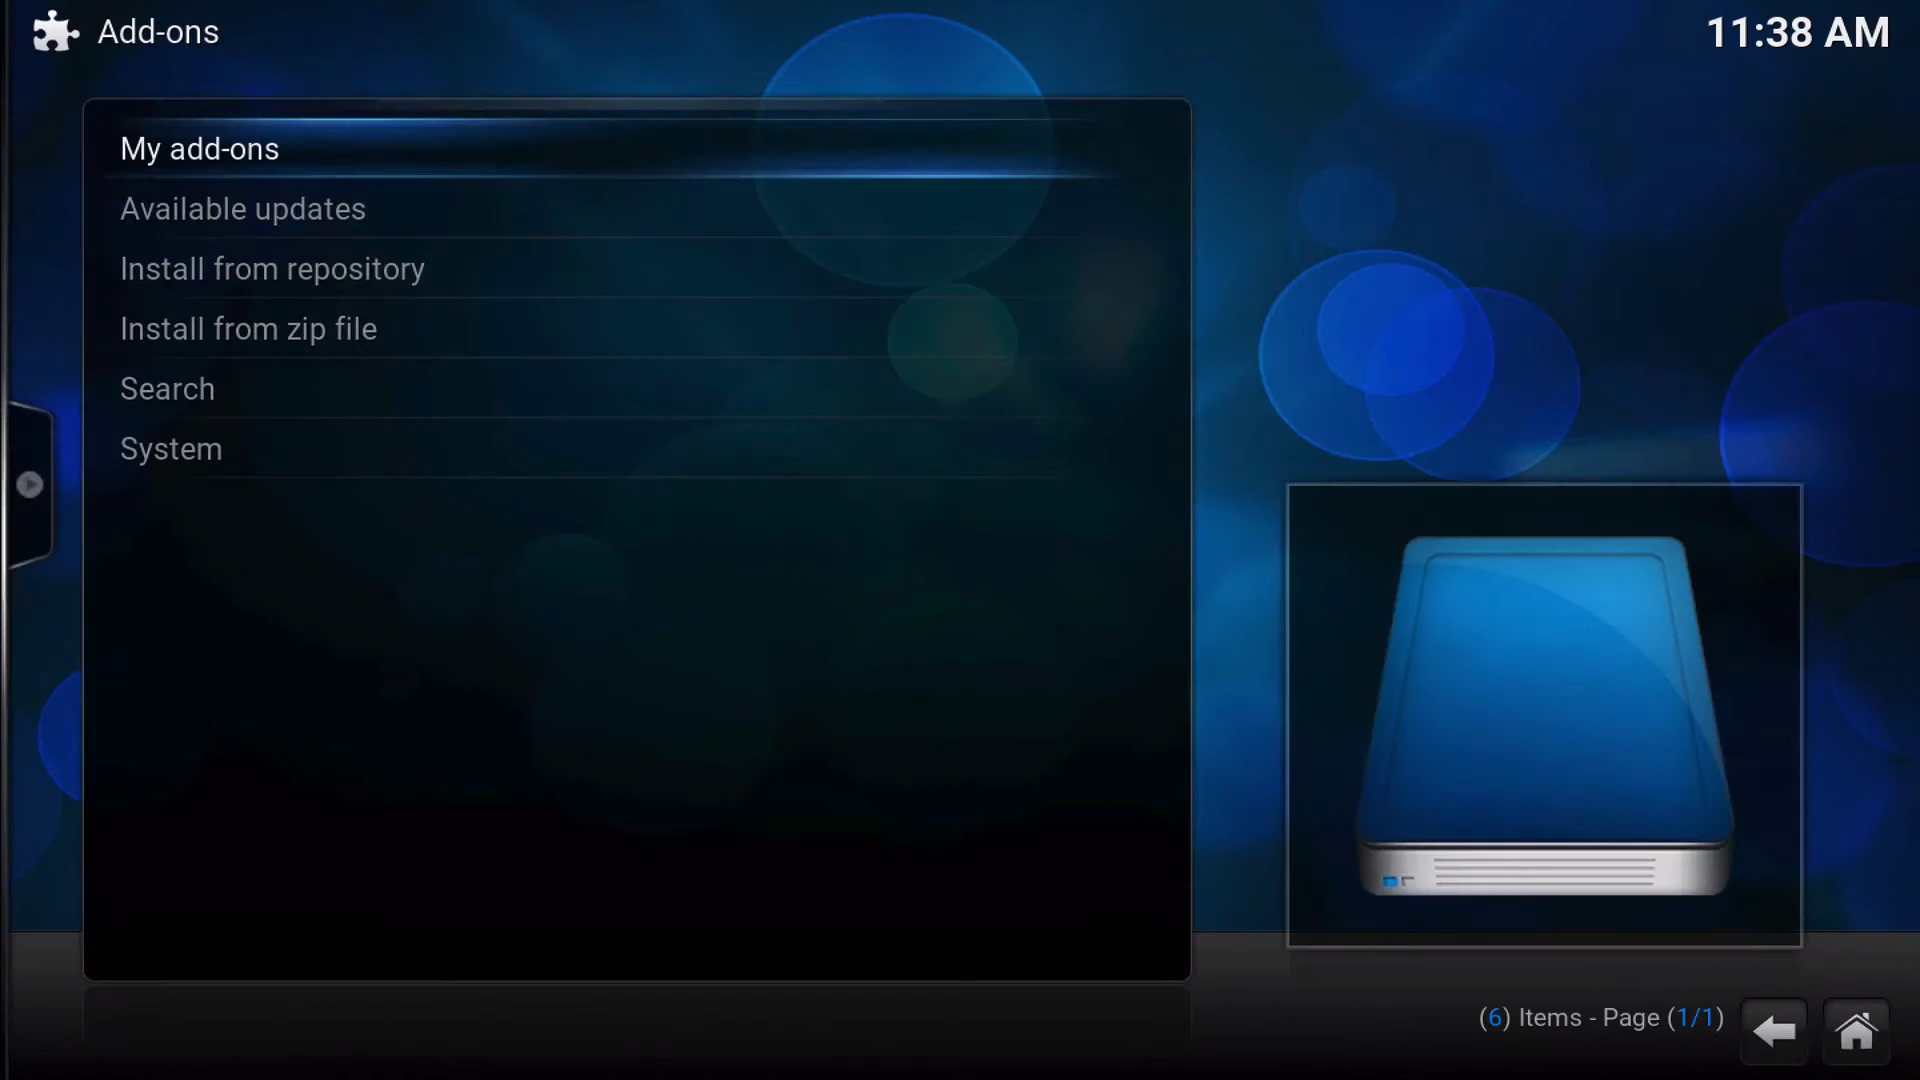 Add-ons
11:38 AM
My add-ons
Available updates
Install from repository
Install from zip file
Search
System
(6) Items - Page (1/1)